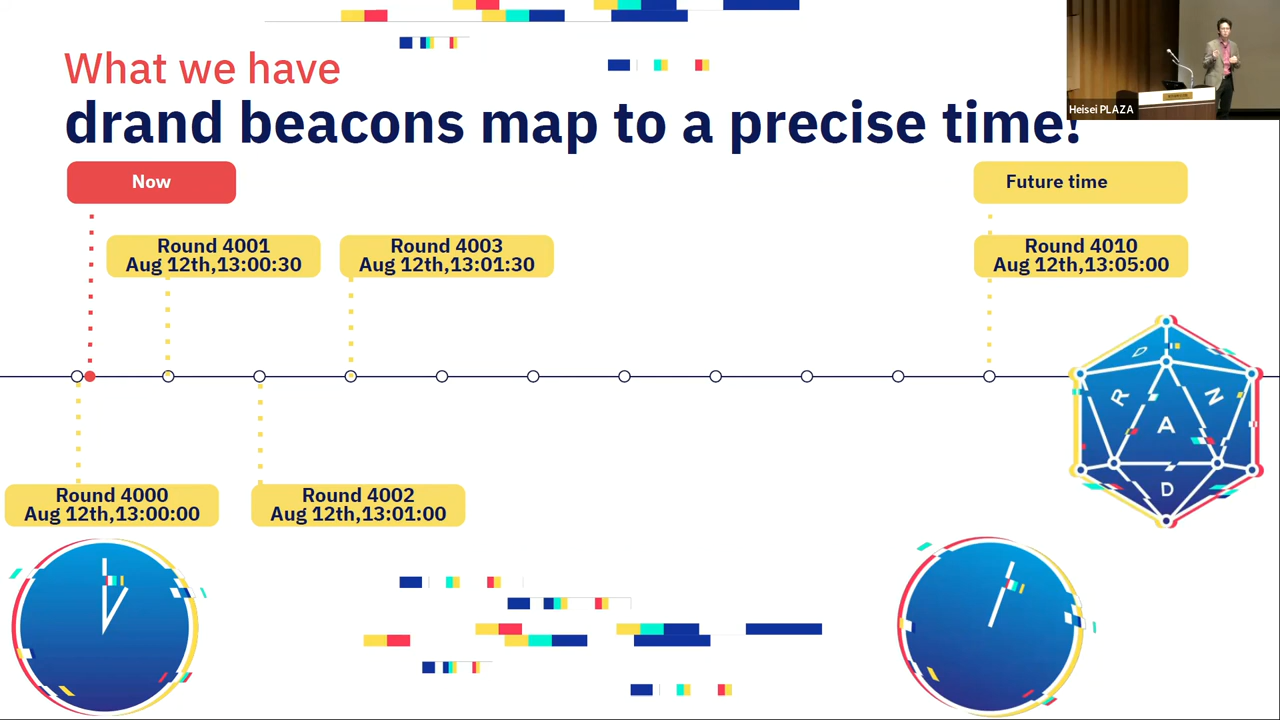 What we have
drand beacons map to a precise time!
Heisei PLAZA
Now
Future time
Round 4001
Aug 12th,13:00:30
Round 4003
Aug 12th,13:01:30
Round 4010
Aug 12th,13:05:00
D
R
N
A
D
Round 4000
Aug 12th,13:00:00
Round 4002
Aug 12th,13:01:00